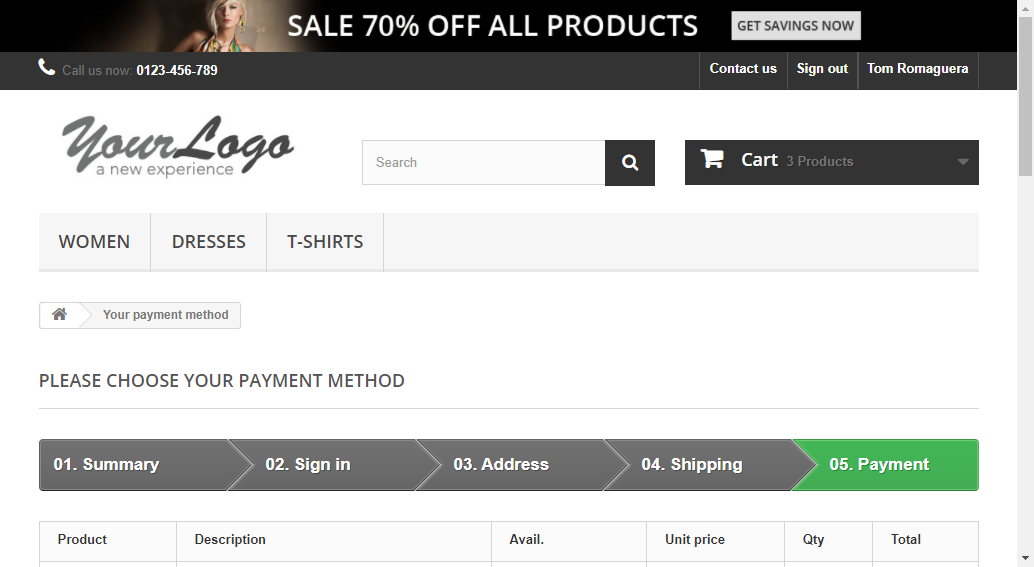 SALE 70% OFF ALL PRODUCTS GET SAVINGS NOW
Call us now: 0123-456-789 Contact us Sign out Tom Romaguera
YourLogo
a new experience
Search
Cart 3 Products
WOMEN DRESSES T-SHIRTS
Your payment method
PLEASE CHOOSE YOUR PAYMENT METHOD
01. Summary 02. Sign in 03. Address 04. Shipping 05. Payment
Product Description Avail. Unit price Qty Total